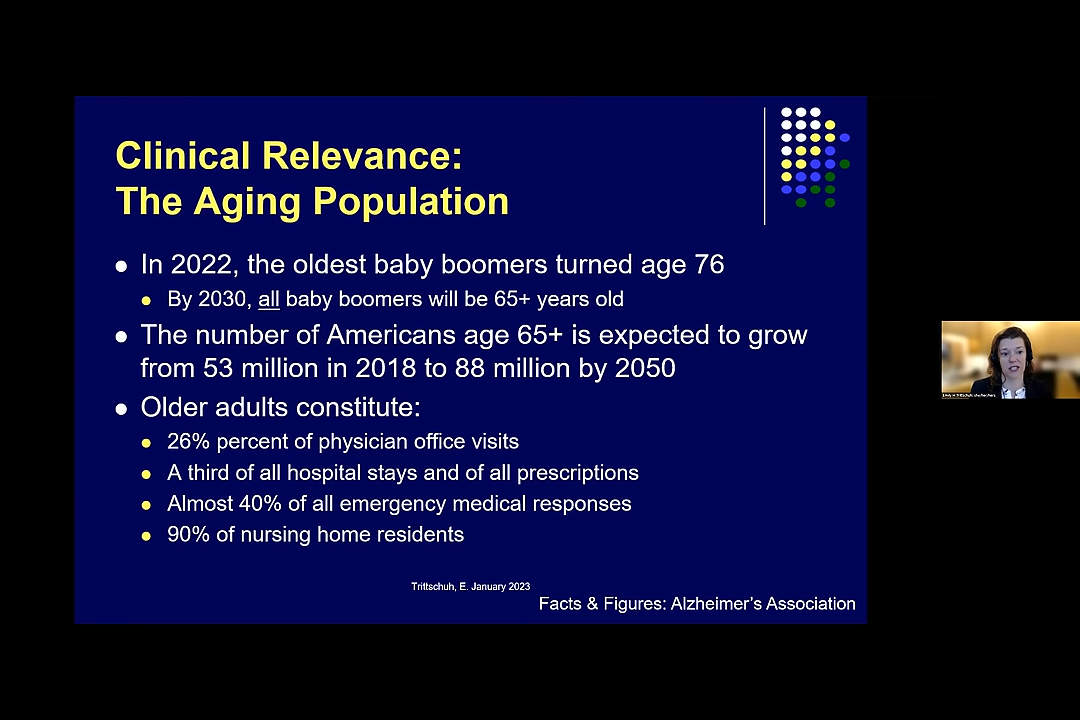 Clinical Relevance:
The Aging Population
In 2022, the oldest baby boomers turned age 76
By 2030, all baby boomers will be 65+ years old
The number of Americans age 65+ is expected to grow
from 53 million in 2018 to 88 million by 2050
Older adults constitute:
26% percent of physician office visits
A third of all hospital stays and of all prescriptions
Almost 40% of all emergency medical responses
90% of nursing home residents
Trittschuh, E. January 2023
Facts & Figures: Alzheimer's Association